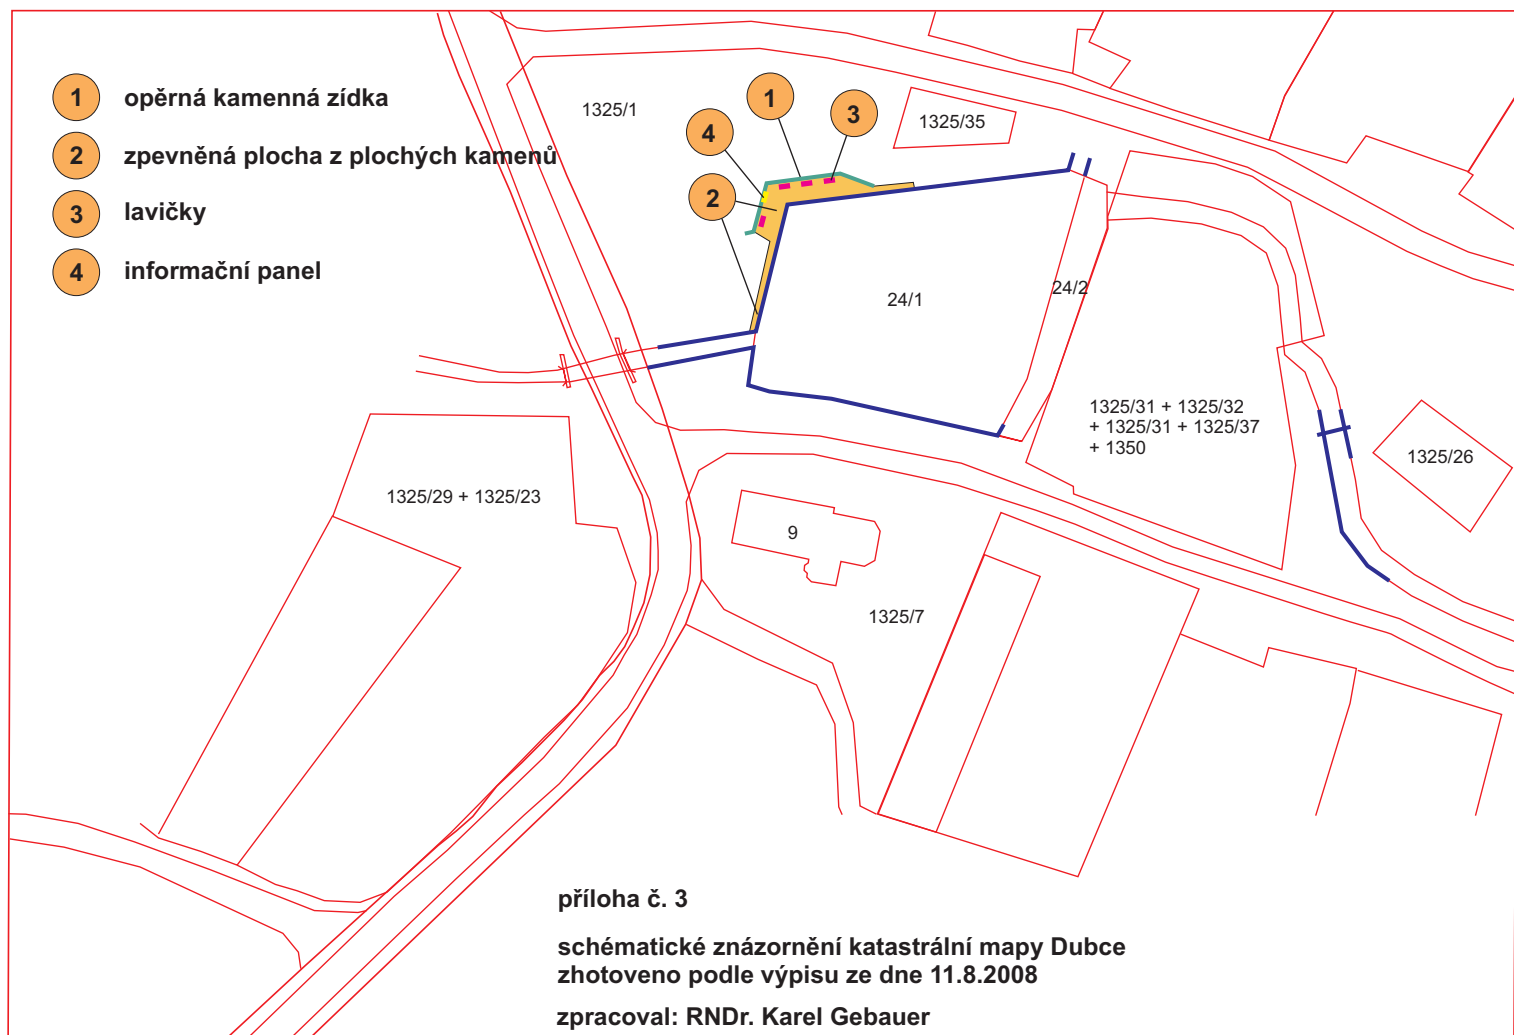 1 opěrná kamenná zídka
2 zpevněná plocha z plochých kamenů
3 lavičky
4 informační panel
1325/1
1
3
4
2
1325/35
24/1
24/2
1325/31 + 1325/32
+ 1325/31 + 1325/37
+ 1350
1325/26
1325/29 + 1325/23
9
1325/7
příloha č. 3
schématické znázornění katastrální mapy Dubce
zhotoveno podle výpisu ze dne 11.8.2008
zpracoval: RNDr. Karel Gebauer